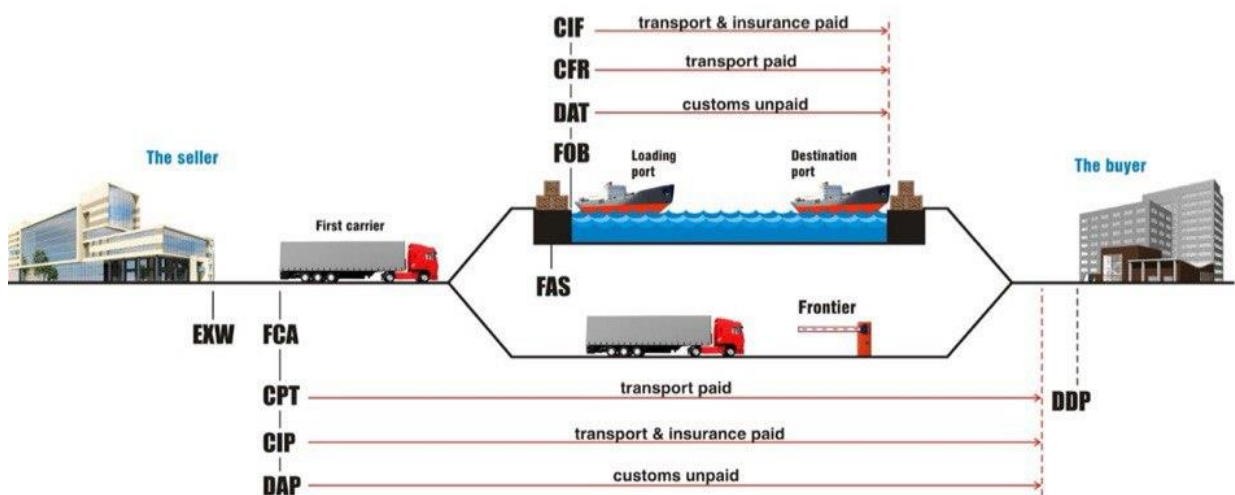 CIF
transport & insurance paid
CFR
transport paid
DAT
customs unpaid
FOB
Loading
port
Destination
port
The seller
The buyer
First carrier
FAS
Frontier
EXW
FCA
CPT
transport paid
DDP
CIP
transport & insurance paid
DAP
customs unpaid